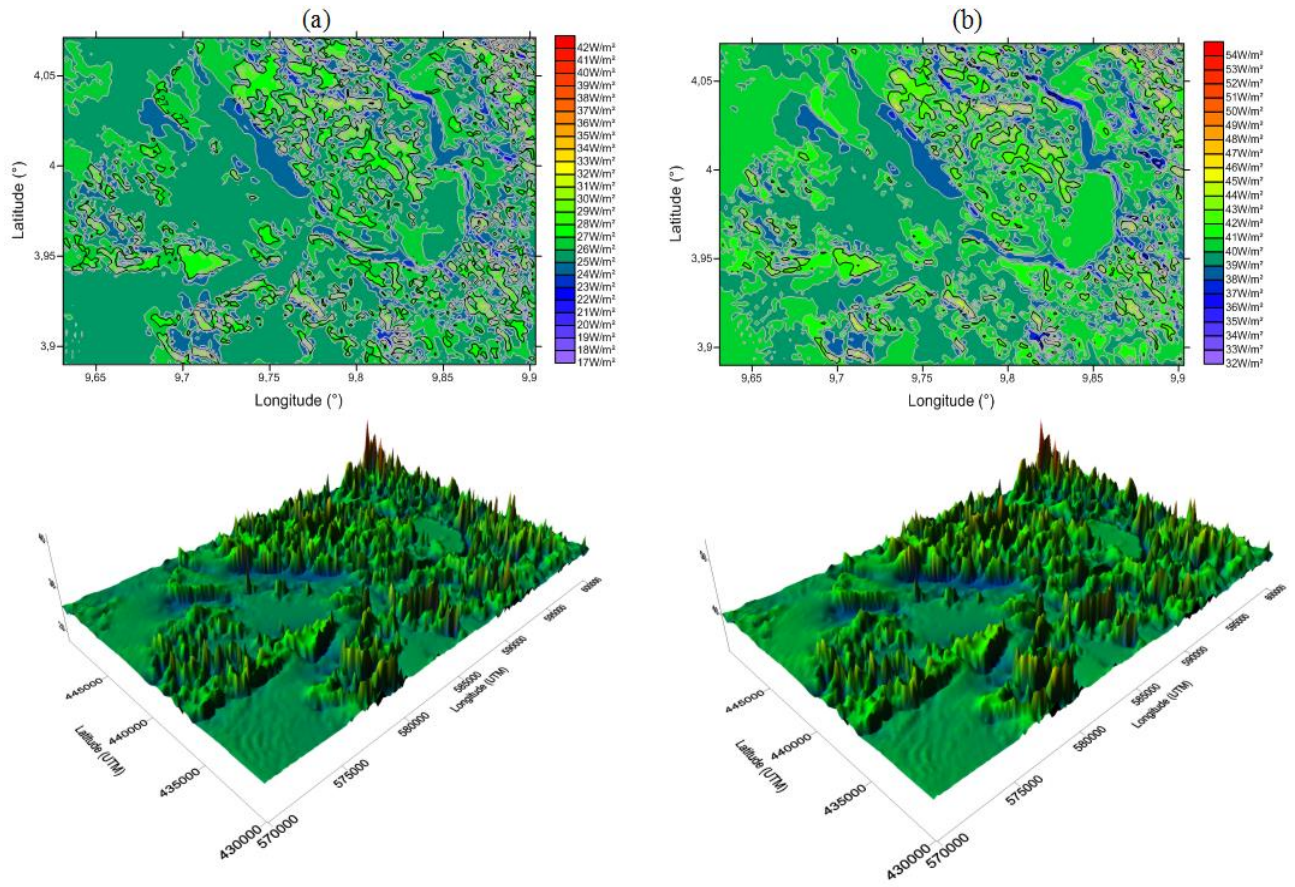 (a)
(b)
4,05
4
3,95
3,9
9,65
9,7
9,75
9,8
9,85
9,9
Latitude (°)
Longitude (°)
42W/m²
41W/m²
40W/m²
39W/m²
38W/m²
37W/m²
36W/m²
35W/m²
34W/m²
33W/m²
32W/m²
31W/m²
30W/m²
29W/m²
28W/m²
27W/m²
26W/m²
25W/m²
24W/m²
23W/m²
22W/m²
21W/m²
20W/m²
19W/m²
18W/m²
17W/m²
4,05
4
3,95
3,9
9,65
9,7
9,75
9,8
9,85
9,9
Latitude (°)
Longitude (°)
54W/m²
53W/m²
52W/m²
51W/m²
50W/m²
49W/m²
48W/m²
47W/m²
46W/m²
45W/m²
44W/m²
43W/m²
42W/m²
41W/m²
40W/m²
39W/m²
38W/m²
37W/m²
36W/m²
35W/m²
34W/m²
33W/m²
32W/m²
445000
440000
435000
430000
Latitude (UTM)
570000
575000
580000
585000
590000
595000
600000
Longitude (UTM)
445000
440000
435000
430000
Latitude (UTM)
570000
575000
580000
585000
590000
595000
600000
Longitude (UTM)